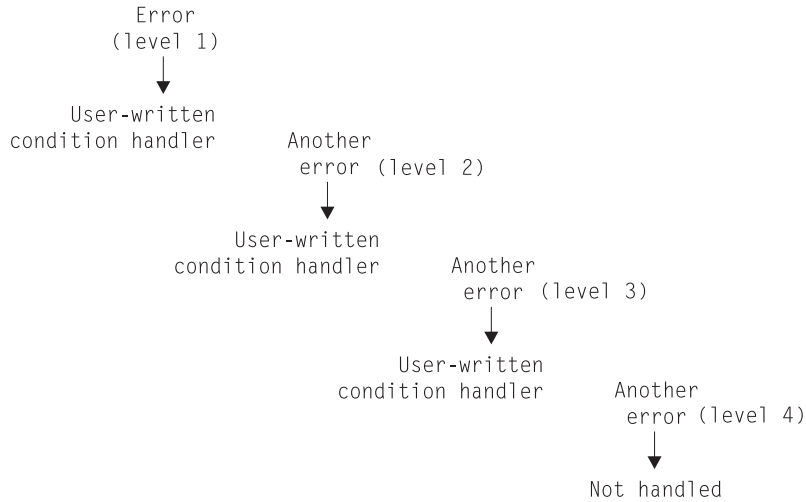 Error
(level 1)
User-written
condition handler
Another
error (level 2)
User-written
condition handler
Another
error (level 3)
User-written
condition handler
Another
error (level 4)
Not handled